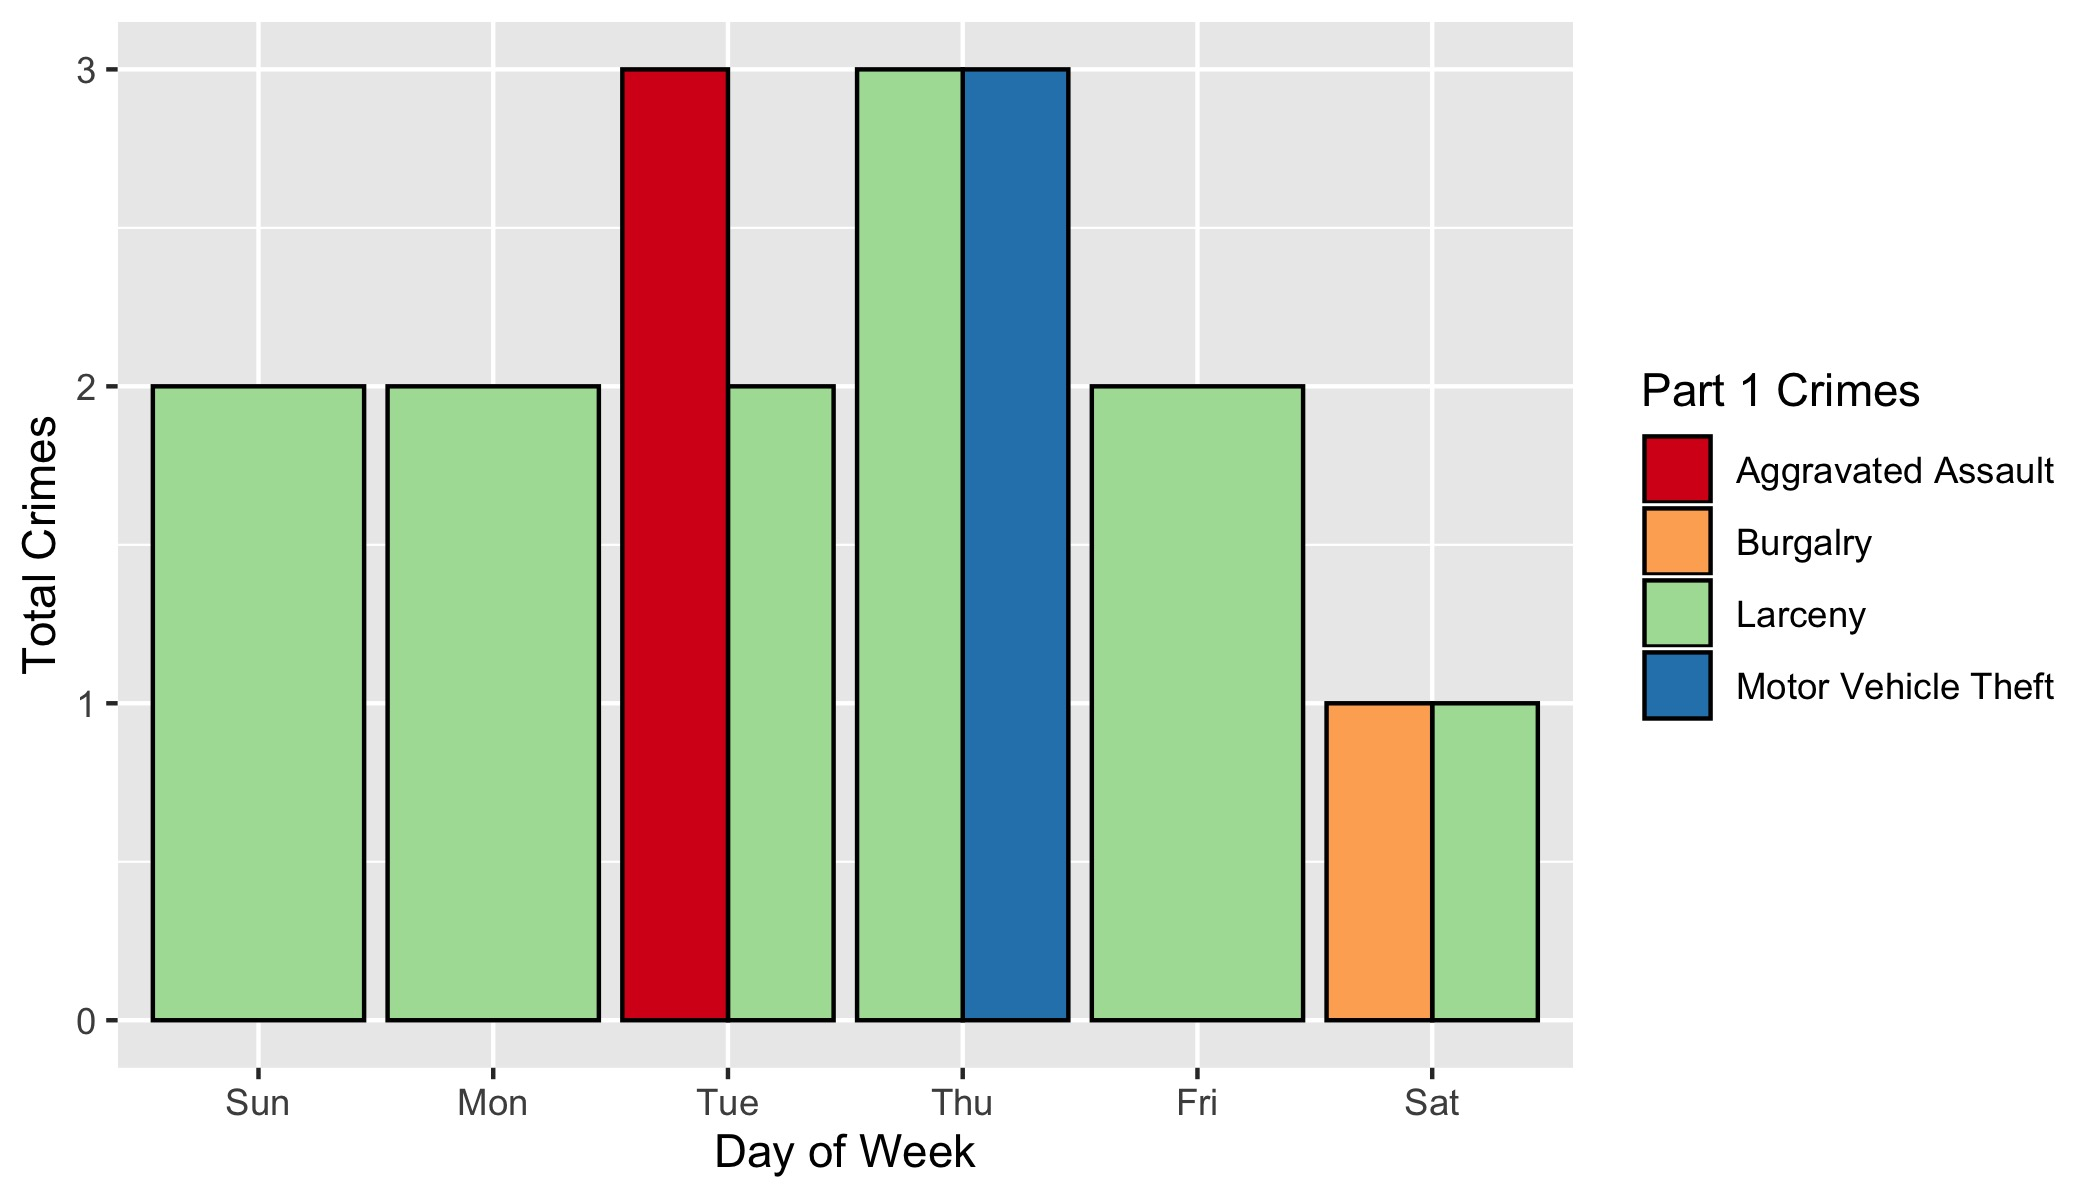 3
2
1
0
Total Crimes
Sun Mon Tue Thu Fri Sat
Day of Week
Part 1 Crimes
Aggravated Assault
Burgalry
Larceny
Motor Vehicle Theft